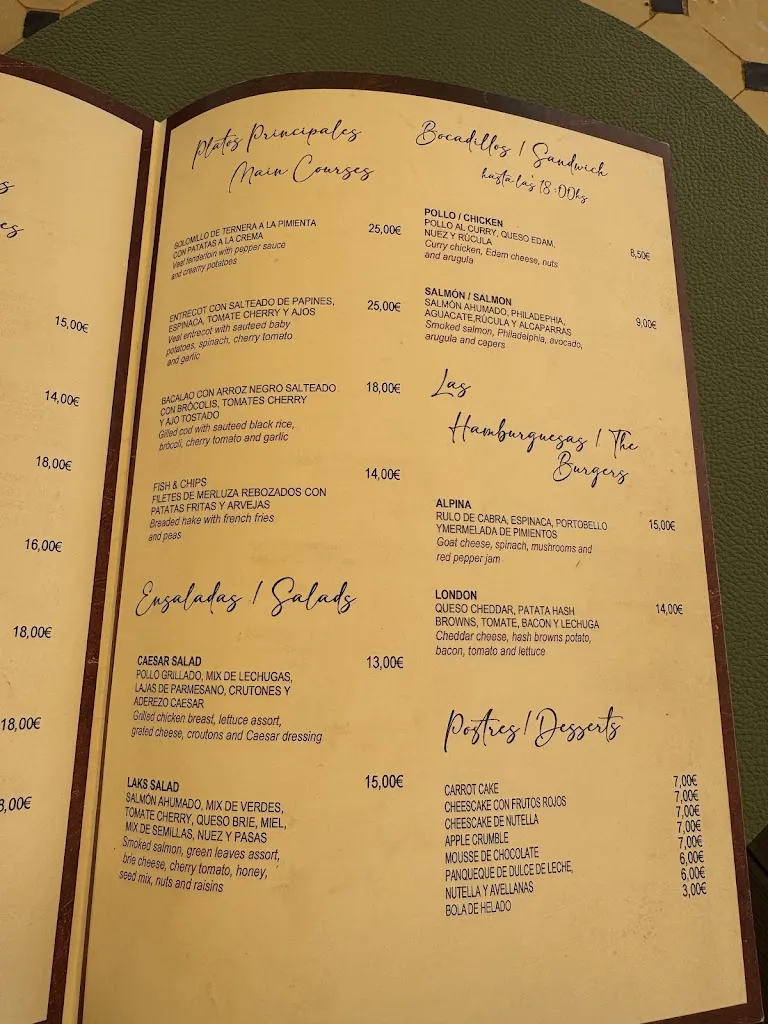 s
es
15,00€
14,00€
18,00€
16,00€
18,00€
18,00€
8,00€
Platos Principales
Main Courses
SOLOMILLO DE TERNERA A LA PIMIENTA
CON PATATAS A LA CREMA
25,00€
Veal tenderloin with pepper sauce
and creamy potatoes
ENTRECOT CON SALTEADO DE PAPINES,
ESPINACA, TOMATE CHERRY Y AJOS
25,00€
Veal entrecot with sauteed baby
potatoes, spinach, cherry tomato
and garlic
BACALAO CON ARROZ NEGRO SALTEADO
CON BRÓCOLIS, TOMATES CHERRY
Y AJO TOSTADO
18,00€
Gilled cod with sauteed black rice,
brócoli, cherry tomato and garlic
FISH & CHIPS
14,00€
FILETES DE MERLUZA REBOZADOS CON
PATATAS FRITAS Y ARVEJAS
Breaded hake with french fries
and peas
Ensaladas / Salads
CAESAR SALAD
13,00€
POLLO GRILLADO, MIX DE LECHUGAS,
LAJAS DE PARMESANO, CRUTONES Y
ADEREZO CAESAR
Grilled chicken breast, lettuce assort,
grated cheese, croutons and Caesar dressing
LAKS SALAD
15,00€
SALMÓN AHUMADO, MIX DE VERDES,
TOMATE CHERRY, QUESO BRIE, MIEL,
MIX DE SEMILLAS, NUEZ Y PASAS
Smoked salmon, green leaves assort,
brie cheese, cherry tomato, honey,
seed mix, nuts and raisins
Bocadillos / Sandwich
hasta las 18:00hs
POLLO / CHICKEN
POLLO AL CURRY, QUESO EDAM,
NUEZ Y RÚCULA
8,50€
Curry chicken, Edam cheese, nuts
and arugula
SALMÓN / SALMON
SALMÓN AHUMADO, PHILADEPHIA,
AGUACATE,RÚCULA Y ALCAPARRAS
9,00€
Smoked salmon, Philadelphia, avocado,
arugula and capers
Las
Hamburguesas / The
Burgers
ALPINA
RULO DE CABRA, ESPINACA, PORTOBELLO
YMERMELADA DE PIMIENTOS
15,00€
Goat cheese, spinach, mushrooms and
red pepper jam
LONDON
QUESO CHEDDAR, PATATA HASH
BROWNS, TOMATE, BACON Y LECHUGA
14,00€
Cheddar cheese, hash browns potato,
bacon, tomato and lettuce
Postres / Desserts
CARROT CAKE 7,00€
CHEESCAKE CON FRUTOS ROJOS 7,00€
CHEESCAKE DE NUTELLA 7,00€
APPLE CRUMBLE 7,00€
MOUSSE DE CHOCOLATE 7,00€
PANQUEQUE DE DULCE DE LECHE, 6,00€
NUTELLA Y AVELLANAS 6,00€
BOLA DE HELADO 3,00€